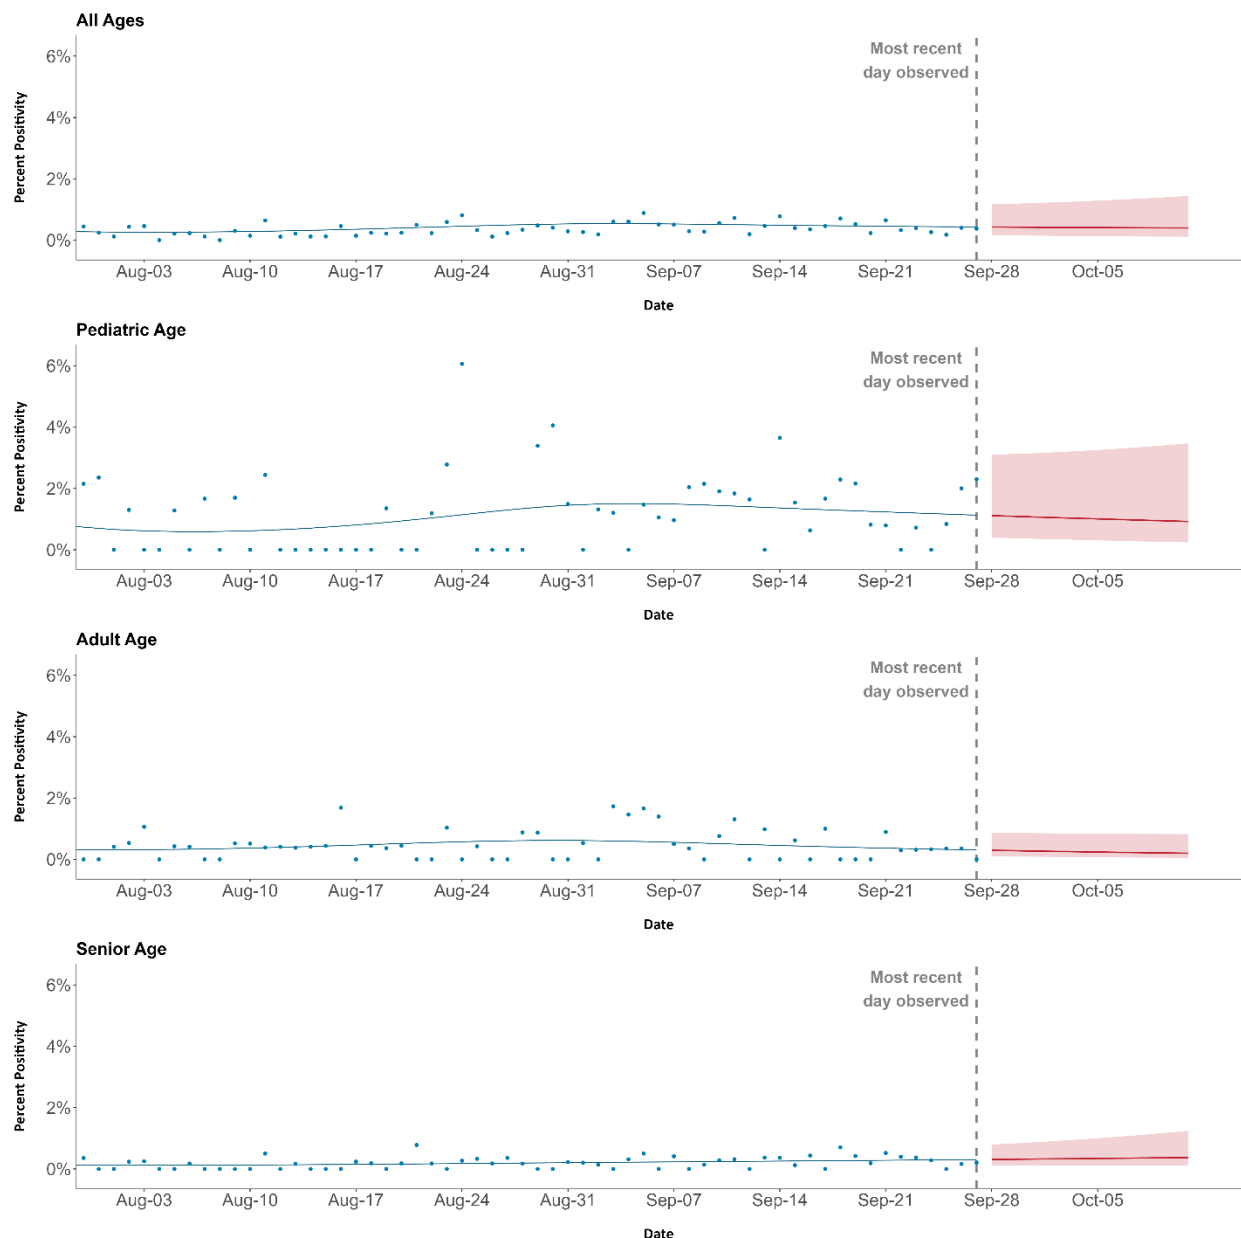 All Ages
Percent Positivity
6%
4%
2%
0%
Most recent
day observed
Aug-03 Aug-10 Aug-17 Aug-24 Aug-31 Sep-07 Sep-14 Sep-21 Sep-28 Oct-05
Date
Pediatric Age
Percent Positivity
6%
4%
2%
0%
Most recent
day observed
Aug-03 Aug-10 Aug-17 Aug-24 Aug-31 Sep-07 Sep-14 Sep-21 Sep-28 Oct-05
Date
Adult Age
Percent Positivity
6%
4%
2%
0%
Most recent
day observed
Aug-03 Aug-10 Aug-17 Aug-24 Aug-31 Sep-07 Sep-14 Sep-21 Sep-28 Oct-05
Date
Senior Age
Percent Positivity
6%
4%
2%
0%
Most recent
day observed
Aug-03 Aug-10 Aug-17 Aug-24 Aug-31 Sep-07 Sep-14 Sep-21 Sep-28 Oct-05
Date